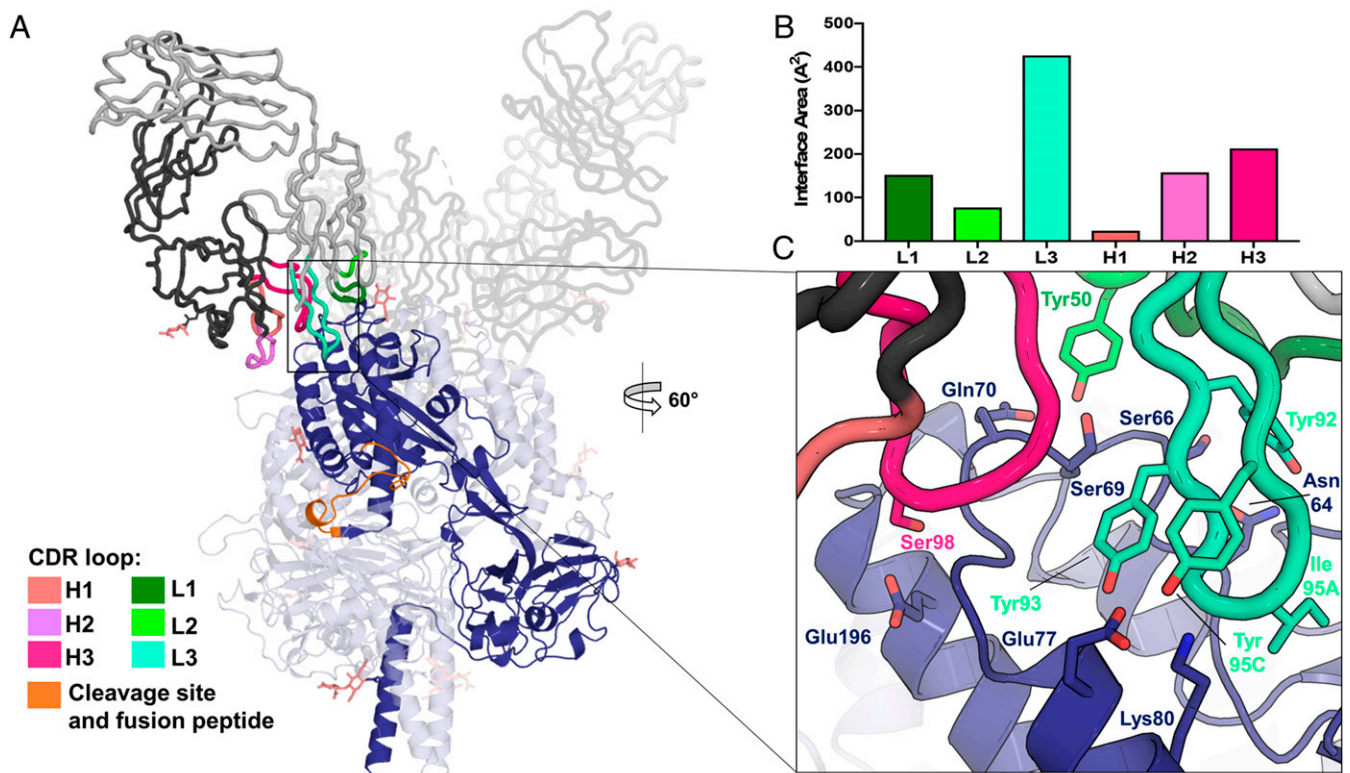 A
60°
CDR loop:
H1 L1
H2 L2
H3 L3
Cleavage site
and fusion peptide
B
Interface Area (A²)
500
400
300
200
100
0
L1 L2 L3 H1 H2 H3
C
Tyr50
Gln70
Ser66
Tyr92
Ser69
Asn
64
Ser98
Ile
95A
Tyr93
Glu196
Glu77
Tyr
95C
Lys80